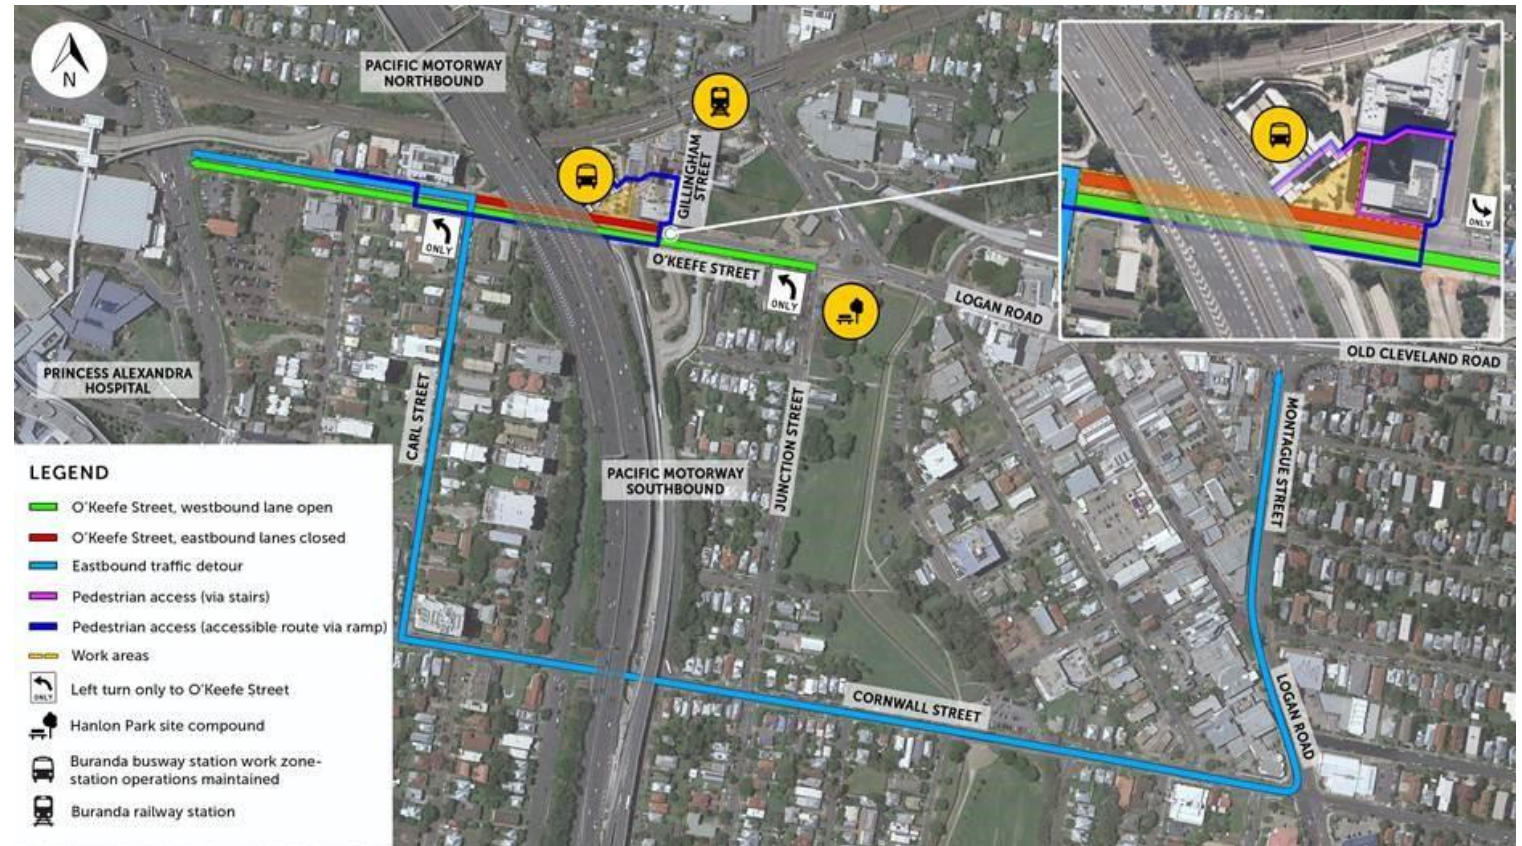 N
PACIFIC MOTORWAY
NORTHBOUND
GILLINGHAM
STREET
ONLY
ONLY
ONLY
O'KEEFE STREET
LOGAN ROAD
OLD CLEVELAND ROAD
PRINCESS ALEXANDRA
HOSPITAL
CARL STREET
PACIFIC MOTORWAY
SOUTHBOUND
JUNCTION STREET
MONTAGUE STREET
CORNWALL STREET
LOGAN ROAD
LEGEND
O'Keefe Street, westbound lane open
O'Keefe Street, eastbound lanes closed
Eastbound traffic detour
Pedestrian access (via stairs)
Pedestrian access (accessible route via ramp)
Work areas
ONLY
Left turn only to O'Keefe Street
Hanlon Park site compound
Buranda busway station work zone-
station operations maintained
Buranda railway station